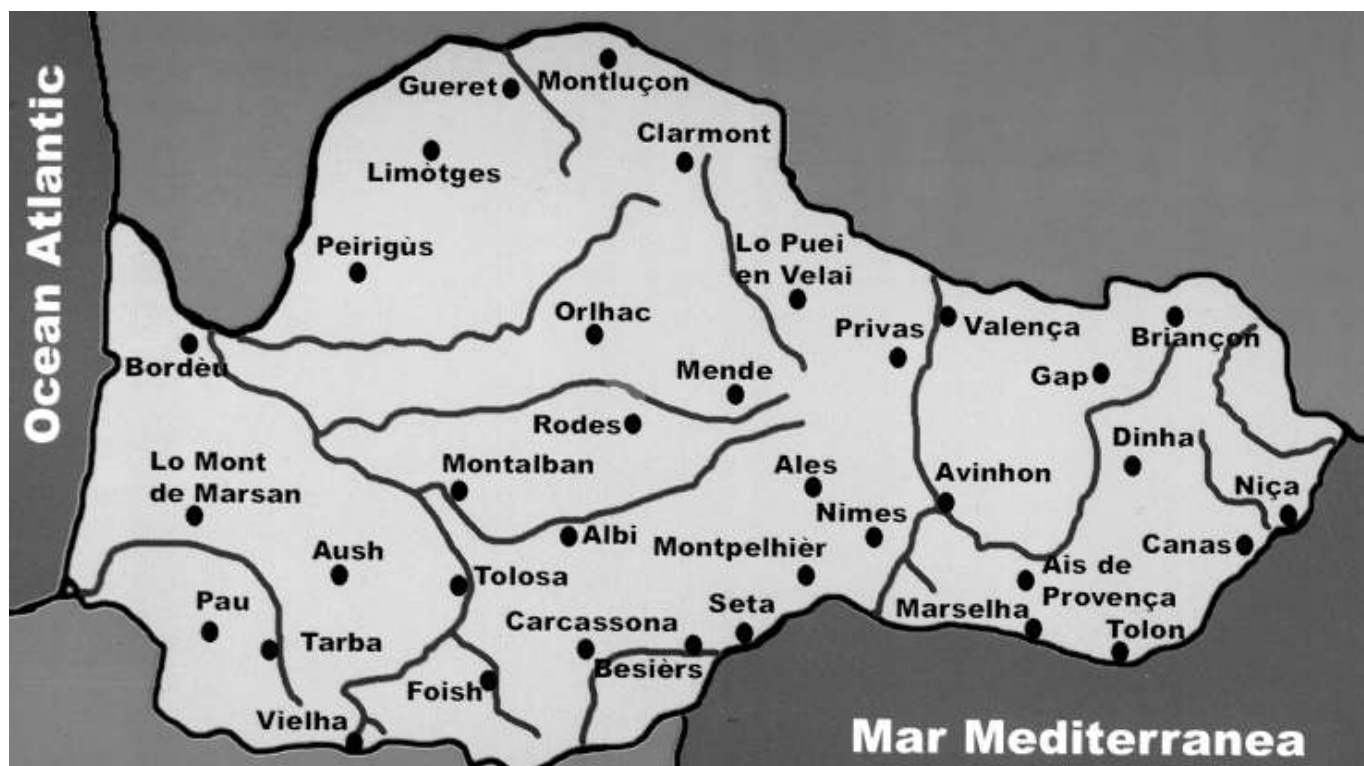 Ocean Atlantic
Gueret
Montluçon
Clarmont
Limòtges
Peirigùs
Lo Puei
en Velai
Orlhac
Privas
Valença
Briançon
Bordèu
Mende
Gap
Rodes
Dinha
Lo Mont
de Marsan
Montalban
Ales
Avinhon
Niça
Nimes
Albi
Montpelhièr
Canas
Aush
Tolosa
Ais de
Provença
Pau
Seta
Marselha
Carcassona
Tarba
Tolon
Besièrs
Foish
Vielha
Mar Mediterranea